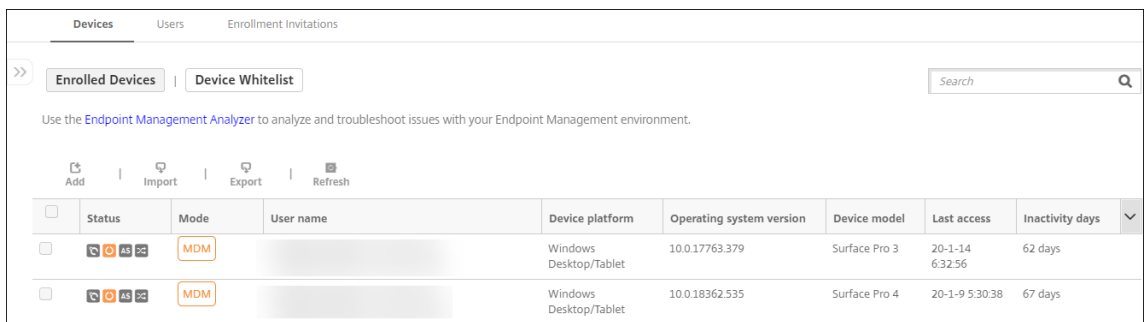 Devices Users Enrollment Invitations
Enrolled Devices | Device Whitelist Search
Use the Endpoint Management Analyzer to analyze and troubleshoot issues with your Endpoint Management environment.
Add | Import | Export | Refresh
Status Mode User name Device platform Operating system version Device model Last access Inactivity days
AS MDM Windows 10.0.17763.379 Surface Pro 3 20-1-14 62 days
Desktop/Tablet 6:32:56
AS MDM Windows 10.0.18362.535 Surface Pro 4 20-1-9 5:30:38 67 days
Desktop/Tablet